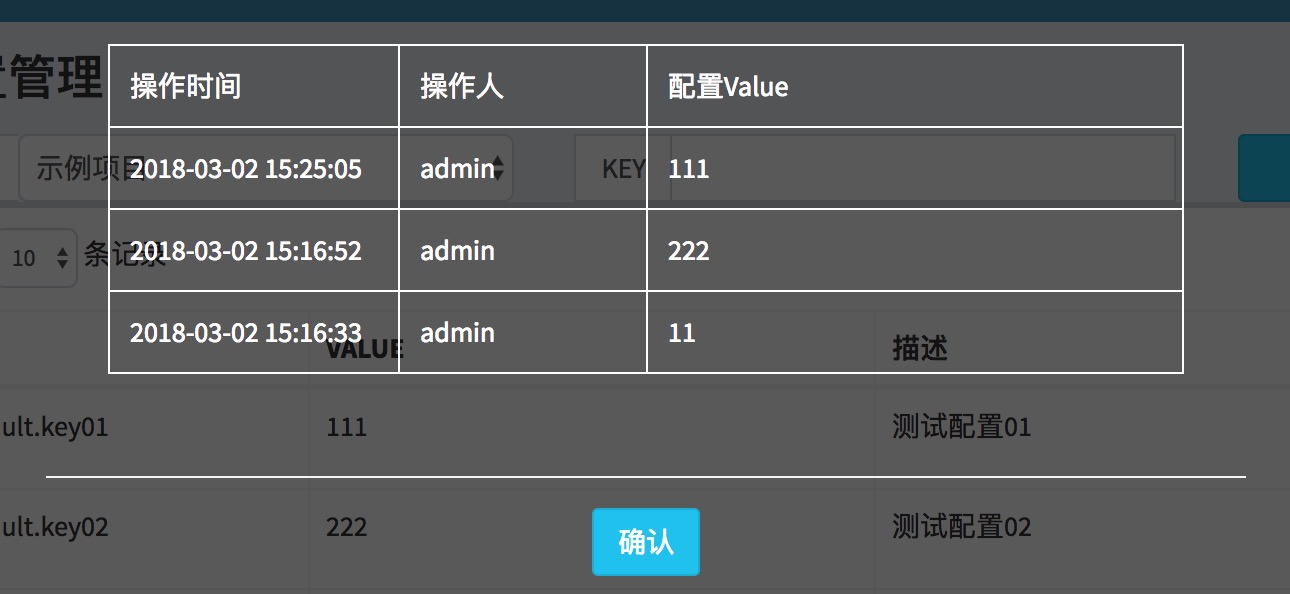 管理
操作时间 操作人 配置Value
示例项目 KEY
2018-03-02 15:25:05 admin 111
10 条记录
2018-03-02 15:16:52 admin 222
2018-03-02 15:16:33 admin 11
VALUE 描述
ult.key01 111 测试配置01
ult.key02 222 测试配置02
确认